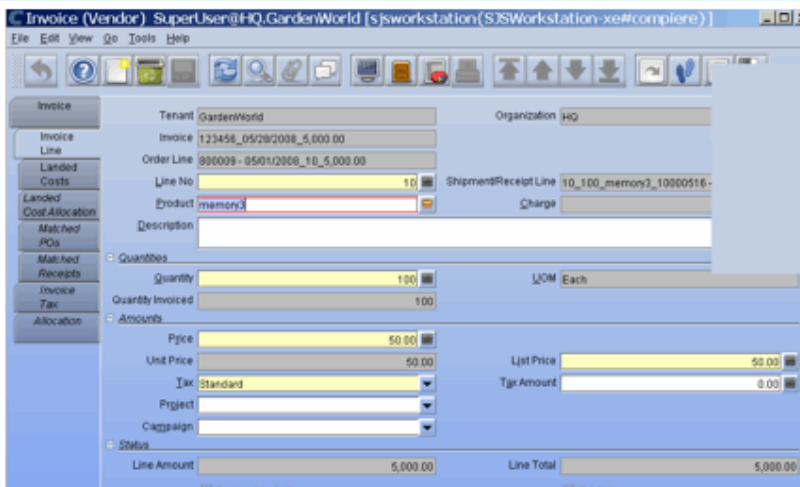 Invoice (Vendor) SuperUser@HQ.GardenWorld [sjsworkstation(SJSWorkstation-xe#compiere)]
File Edit View Go Tools Help
Invoice
Invoice Line
Landed Costs
Landed Cost Allocation
Matched POs
Matched Receipts
Invoice Tax
Allocation
Tenant GardenWorld Organization HQ
Invoice 123456_05/28/2008_5,000.00
Order Line 800009 - 05/01/2008_10_5,000.00
Line No 10 Shipment/Receipt Line 10_100_memory3_10000516 -
Product memory3 Charge
Description
Quantities
Quantity 100 UOM Each
Quantity Invoiced 100
Amounts
Price 50.00
Unit Price 50.00 List Price 50.00
Tax Standard Tax Amount 0.00
Project
Campaign
Status
Line Amount 5,000.00 Line Total 5,000.00